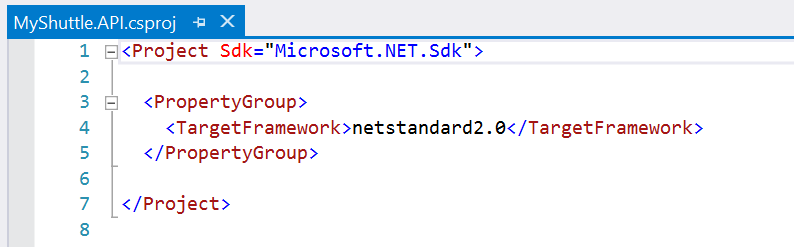 MyShuttle.API.csproj
1 <Project Sdk="Microsoft.NET.Sdk">
2
3 <PropertyGroup>
4 <TargetFramework>netstandard2.0</TargetFramework>
5 </PropertyGroup>
6
7 </Project>
8